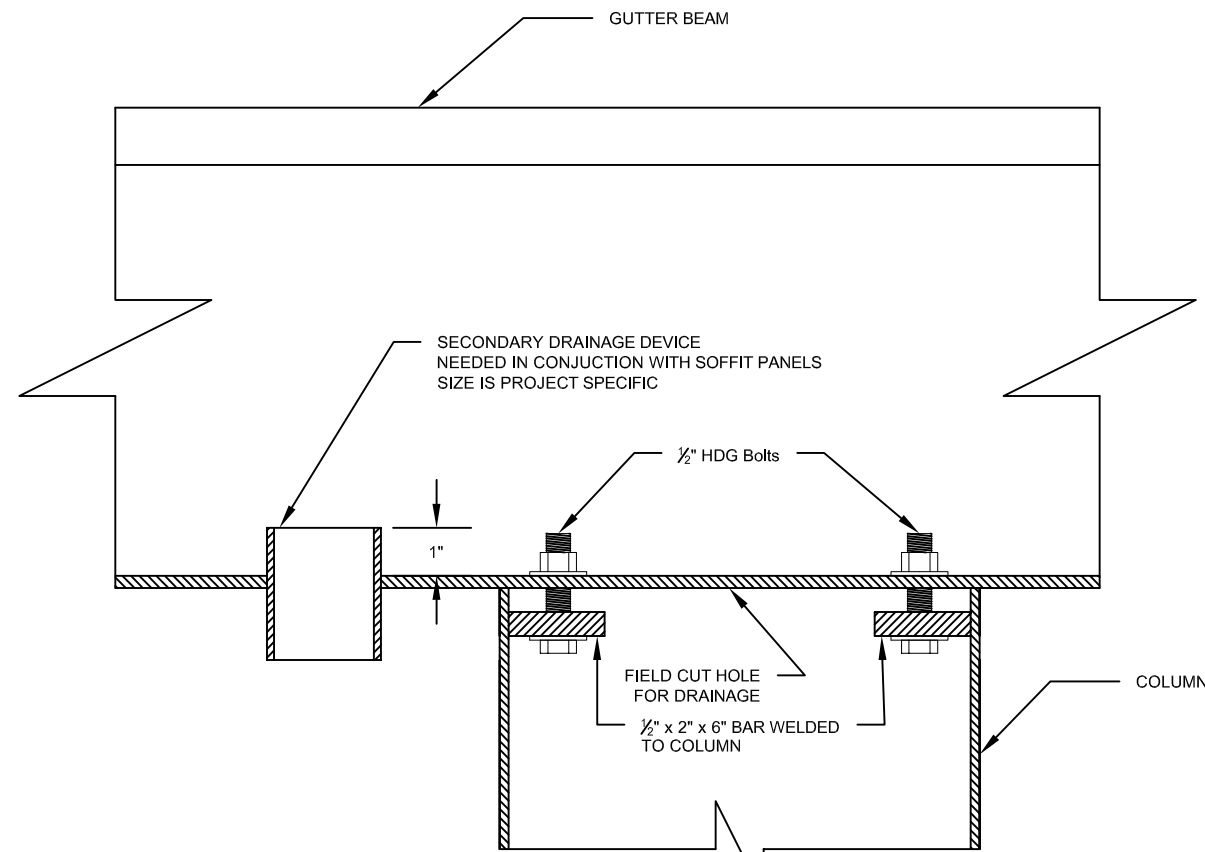 GUTTER BEAM
SECONDARY DRAINAGE DEVICE
NEEDED IN CONJUCTION WITH SOFFIT PANELS
SIZE IS PROJECT SPECIFIC
½" HDG Bolts
1"
FIELD CUT HOLE
FOR DRAINAGE
COLUMN
½" x 2" x 6" BAR WELDED
TO COLUMN